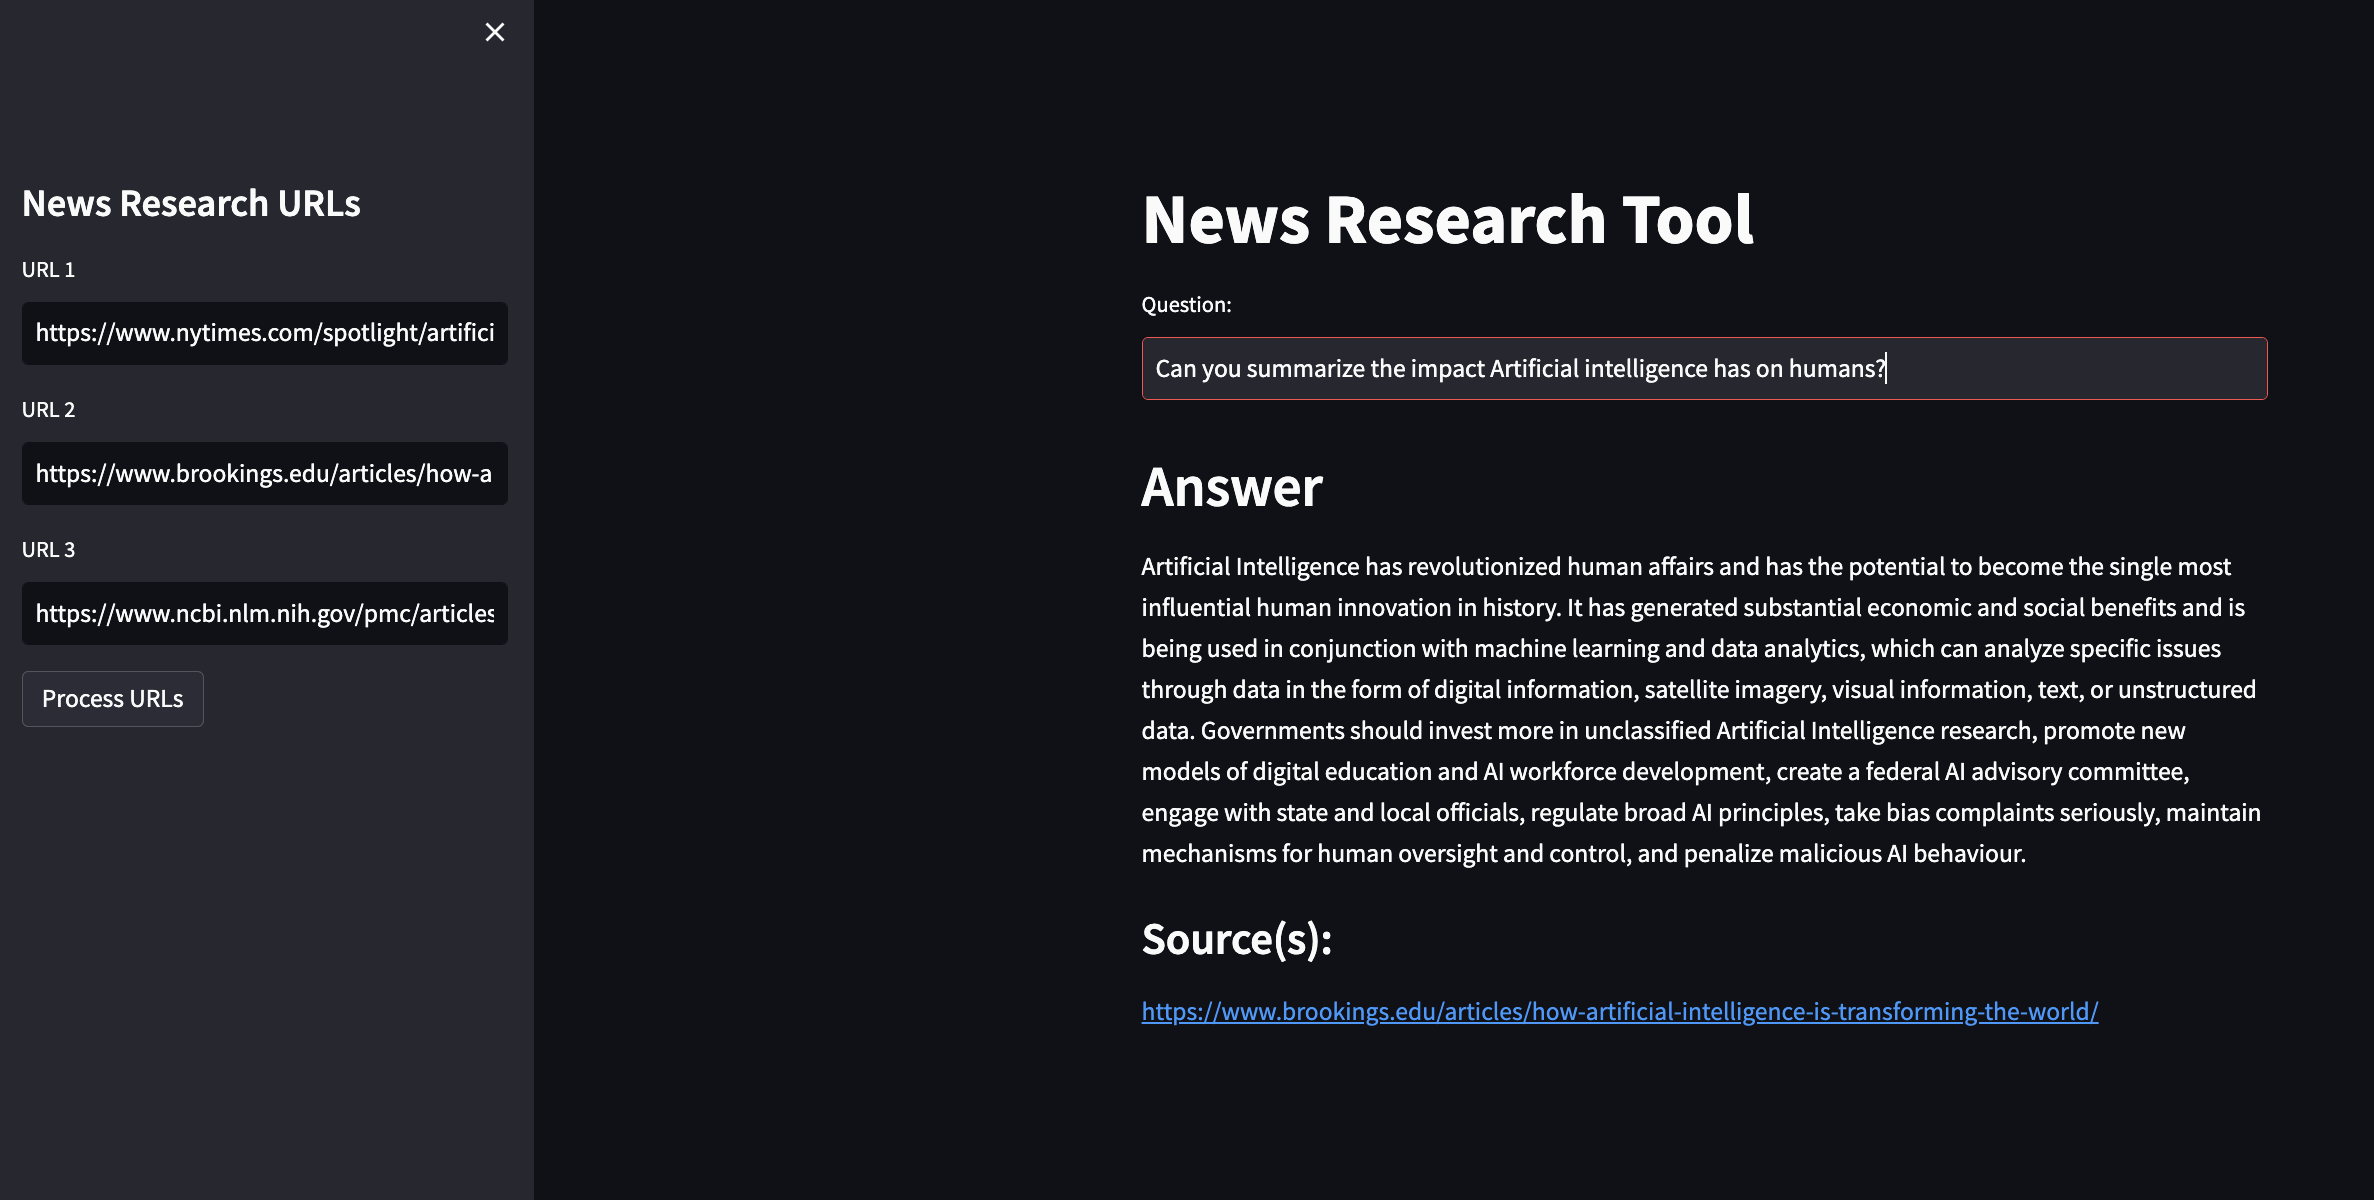 News Research URLs
URL 1
https://www.nytimes.com/spotlight/artifici
URL 2
https://www.brookings.edu/articles/how-a
URL 3
https://www.ncbi.nlm.nih.gov/pmc/articles
Process URLs
News Research Tool
Question:
Can you summarize the impact Artificial intelligence has on humans?
Answer
Artificial Intelligence has revolutionized human affairs and has the potential to become the single most
influential human innovation in history. It has generated substantial economic and social benefits and is
being used in conjunction with machine learning and data analytics, which can analyze specific issues
through data in the form of digital information, satellite imagery, visual information, text, or unstructured
data. Governments should invest more in unclassified Artificial Intelligence research, promote new
models of digital education and AI workforce development, create a federal AI advisory committee,
engage with state and local officials, regulate broad AI principles, take bias complaints seriously, maintain
mechanisms for human oversight and control, and penalize malicious AI behaviour.
Source(s):
https://www.brookings.edu/articles/how-artificial-intelligence-is-transforming-the-world/